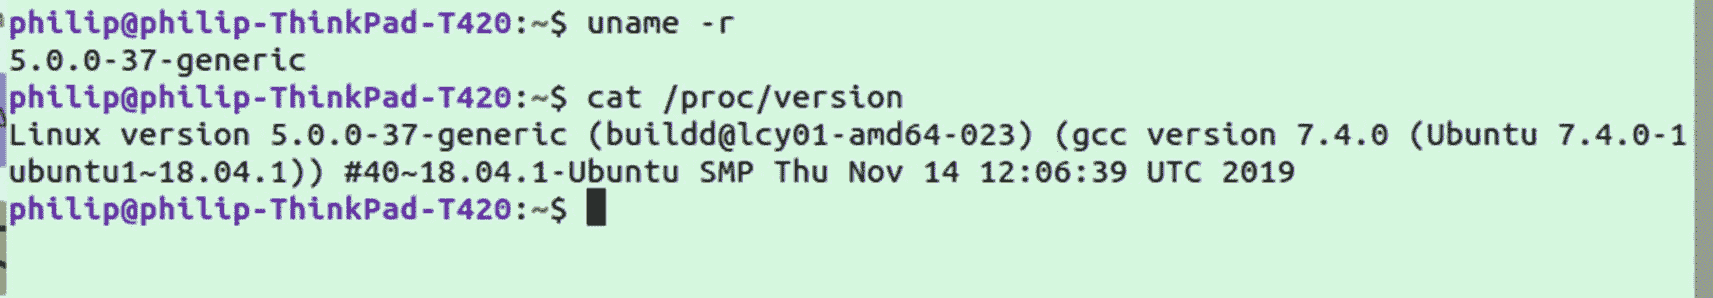 philip@philip-ThinkPad-T420:~$ uname -r
5.0.0-37-generic
philip@philip-ThinkPad-T420:~$ cat /proc/version
Linux version 5.0.0-37-generic (buildd@lcy01-amd64-023) (gcc version 7.4.0 (Ubuntu 7.4.0-1
ubuntu1~18.04.1)) #40~18.04.1-Ubuntu SMP Thu Nov 14 12:06:39 UTC 2019
philip@philip-ThinkPad-T420:~$